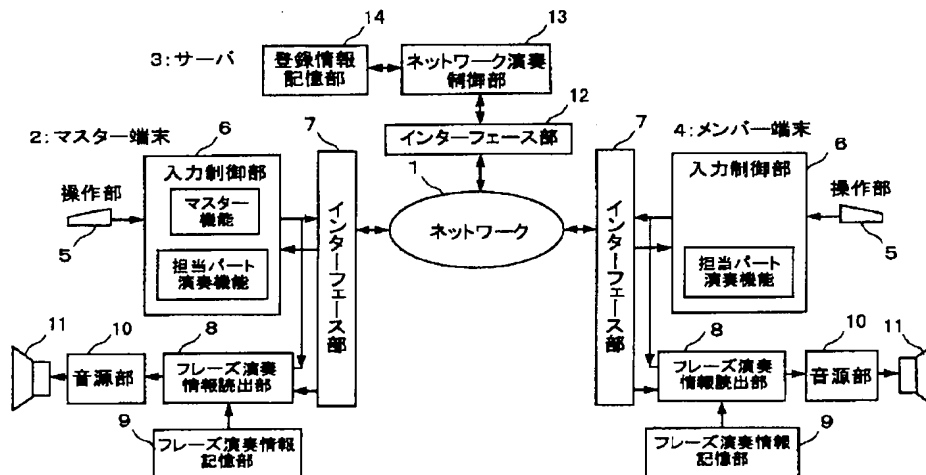 14
13
3:サーバ
登録情報
記憶部
ネットワーク演奏
制御部
12
2:マスター端末
6
7
インターフェース部
7
4:メンバー端末
6
入力制御部
1
入力制御部
操作部
マスター
機能
インターフェース部
ネットワーク
インターフェース部
操作部
5
担当パート
演奏機能
担当パート
演奏機能
5
11
10
8
8
10
11
音源部
フレーズ演奏
情報読出部
フレーズ演奏
情報読出部
音源部
9
フレーズ演奏情報
記憶部
フレーズ演奏情報
記憶部
9